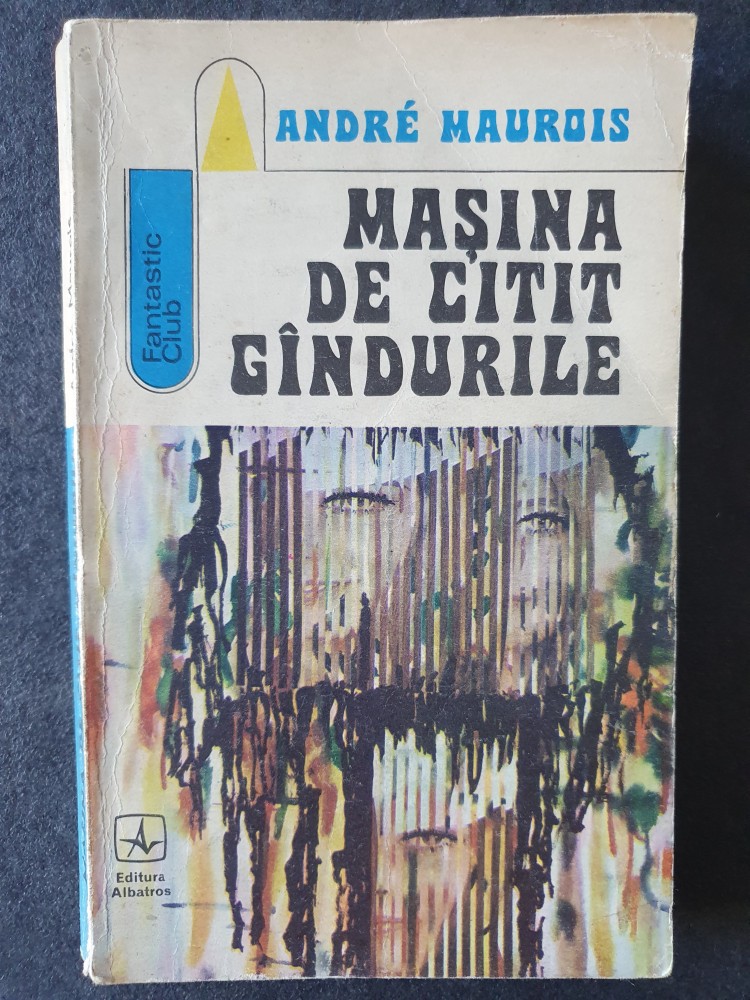 ANDRÉ MAUROIS
MAȘINA
DE CITIT
GÎNDURILE
Fantastic
Club
Editura
Albatros